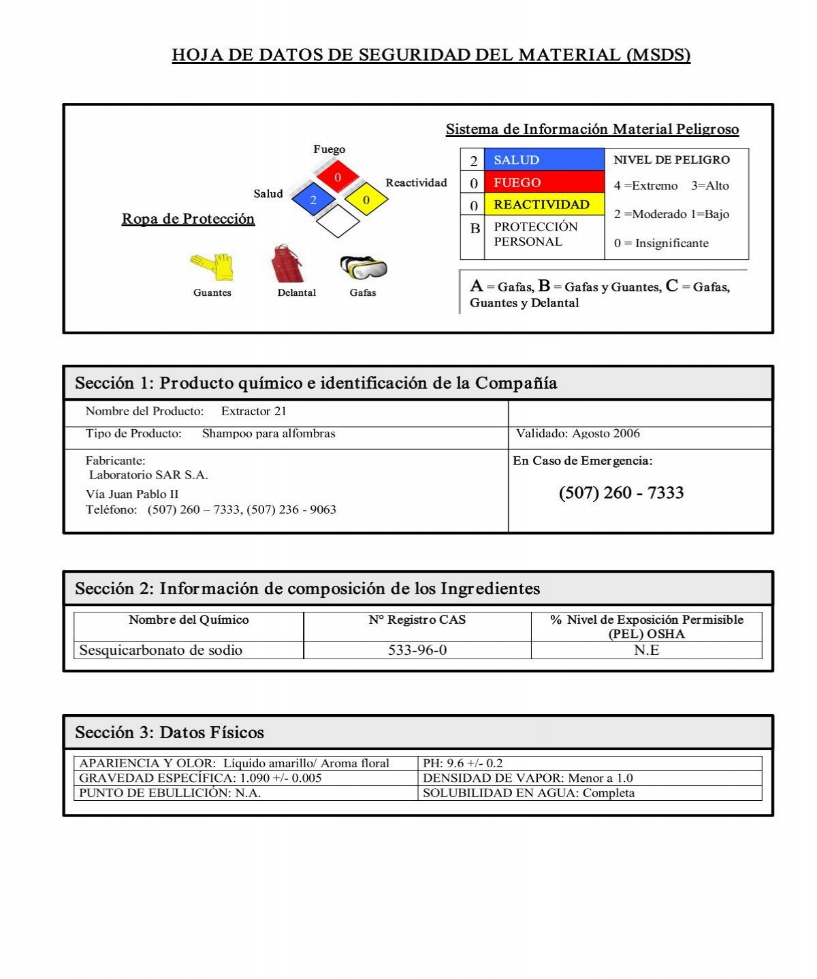 HOJA DE DATOS DE SEGURIDAD DEL MATERIAL (MSDS)
Sistema de Información Material Peligroso
Fuego
0
Reactividad
Salud
2
0
Ropa de Protección
Guantes
Delantal
Gafas
2 SALUD
0 FUEGO
0 REACTIVIDAD
B PROTECCIÓN
PERSONAL
NIVEL DE PELIGRO
4 =Extremo 3=Alto
2 =Moderado 1=Bajo
0 = Insignificante
A = Gafas, B = Gafas y Guantes, C = Gafas,
Guantes y Delantal
Sección 1: Producto químico e identificación de la Compañía
Nombre del Producto: Extractor 21
Tipo de Producto: Shampoo para alfombras
Validado: Agosto 2006
Fabricante:
Laboratorio SAR S.A.
Vía Juan Pablo II
Teléfono: (507) 260 – 7333, (507) 236 - 9063
En Caso de Emergencia:
(507) 260 - 7333
Sección 2: Información de composición de los Ingredientes
Nombre del Químico
N° Registro CAS
% Nivel de Exposición Permisible
(PEL) OSHA
Sesquicarbonato de sodio
533-96-0
N.E
Sección 3: Datos Físicos
APARIENCIA Y OLOR: Líquido amarillo/ Aroma floral
PH: 9.6 +/- 0.2
GRAVEDAD ESPECÍFICA: 1.090 +/- 0.005
DENSIDAD DE VAPOR: Menor a 1.0
PUNTO DE EBULLICIÓN: N.A.
SOLUBILIDAD EN AGUA: Completa